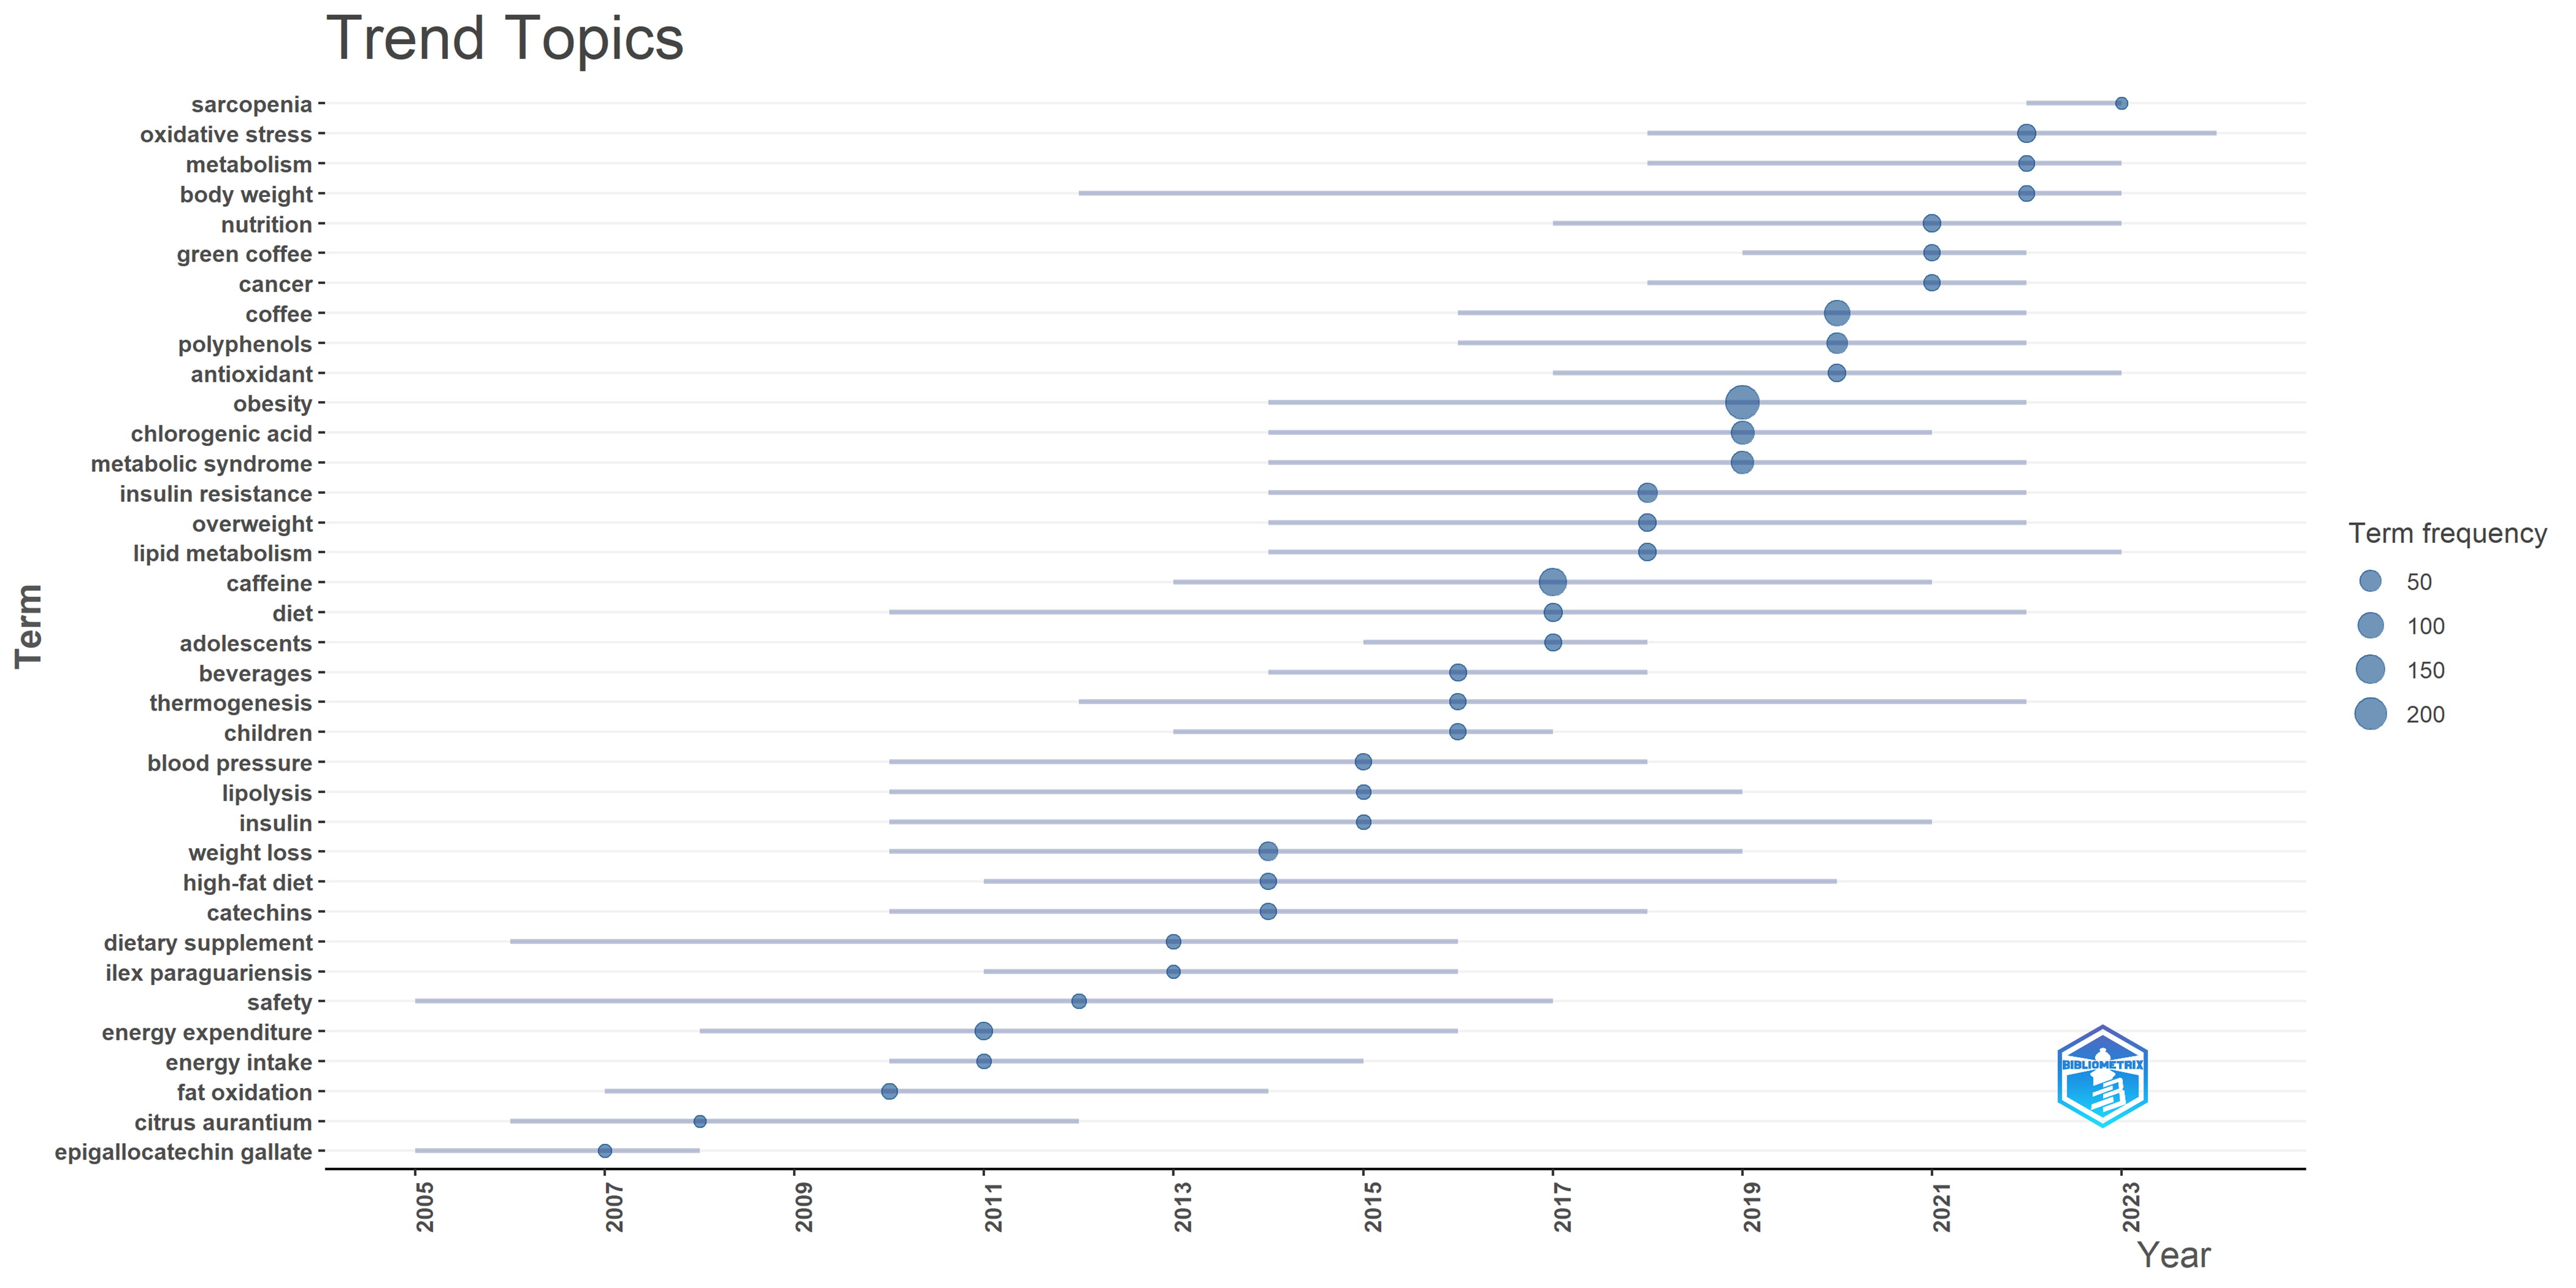 Trend Topics
sarcopenia
oxidative stress
metabolism
body weight
nutrition
green coffee
cancer
coffee
polyphenols
antioxidant
obesity
chlorogenic acid
metabolic syndrome
insulin resistance
overweight
lipid metabolism
caffeine
diet
adolescents
beverages
thermogenesis
children
blood pressure
lipolysis
insulin
weight loss
high-fat diet
catechins
dietary supplement
ilex paraguariensis
safety
energy expenditure
energy intake
fat oxidation
citrus aurantium
epigallocatechin gallate
Term
2005
2007
2009
2011
2013
2015
2017
2019
2021
2023
Year
Term frequency
50
100
150
200
BIBLIOMETRIX